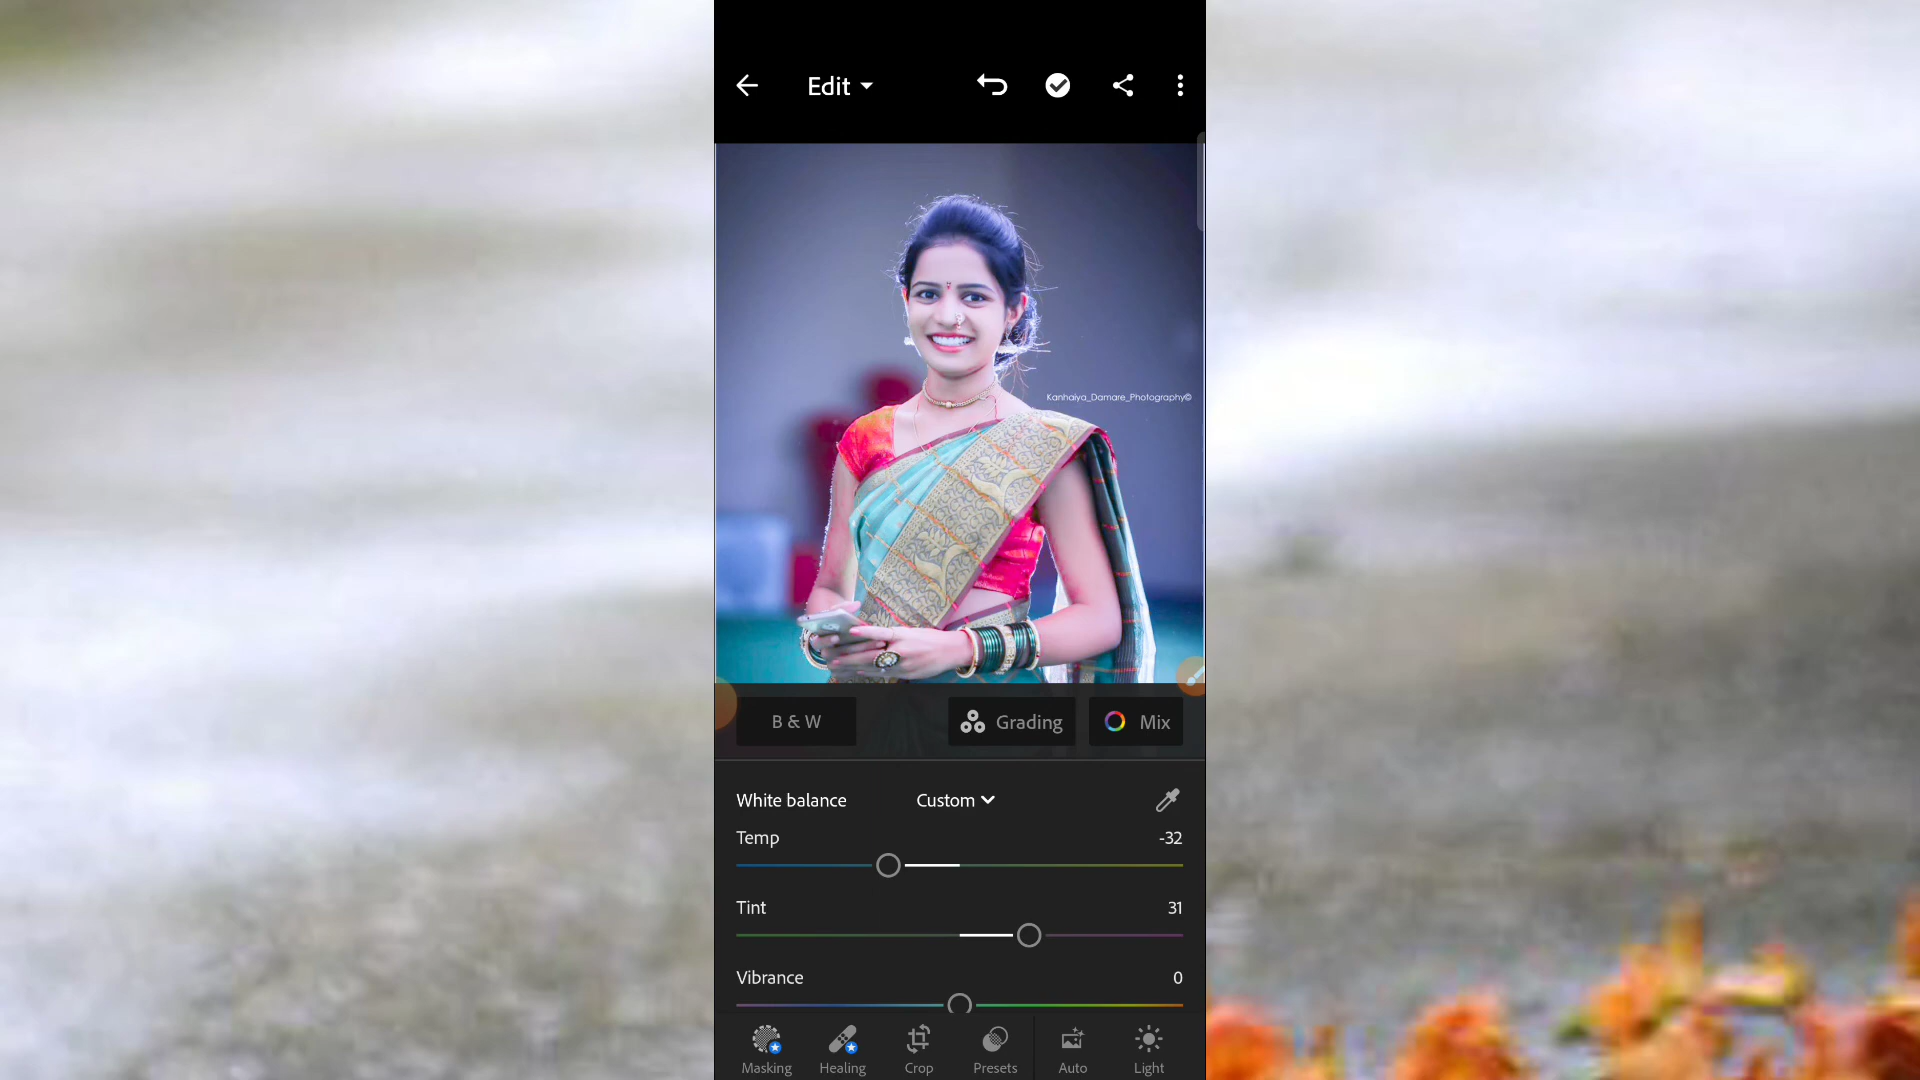 Edit
Kanhaiya_Damare_Photography©
B & W
Grading
Mix
White balance
Custom
Temp
-32
Tint
31
Vibrance
0
Masking
Healing
Crop
Presets
Auto
Light